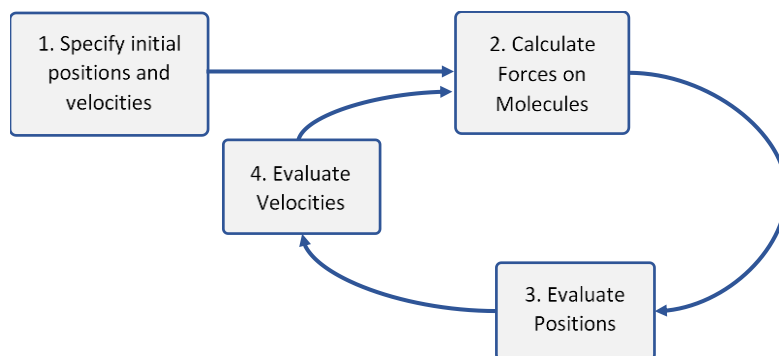 1. Specify initial
positions and
velocities
2. Calculate
Forces on
Molecules
4. Evaluate
Velocities
3. Evaluate
Positions